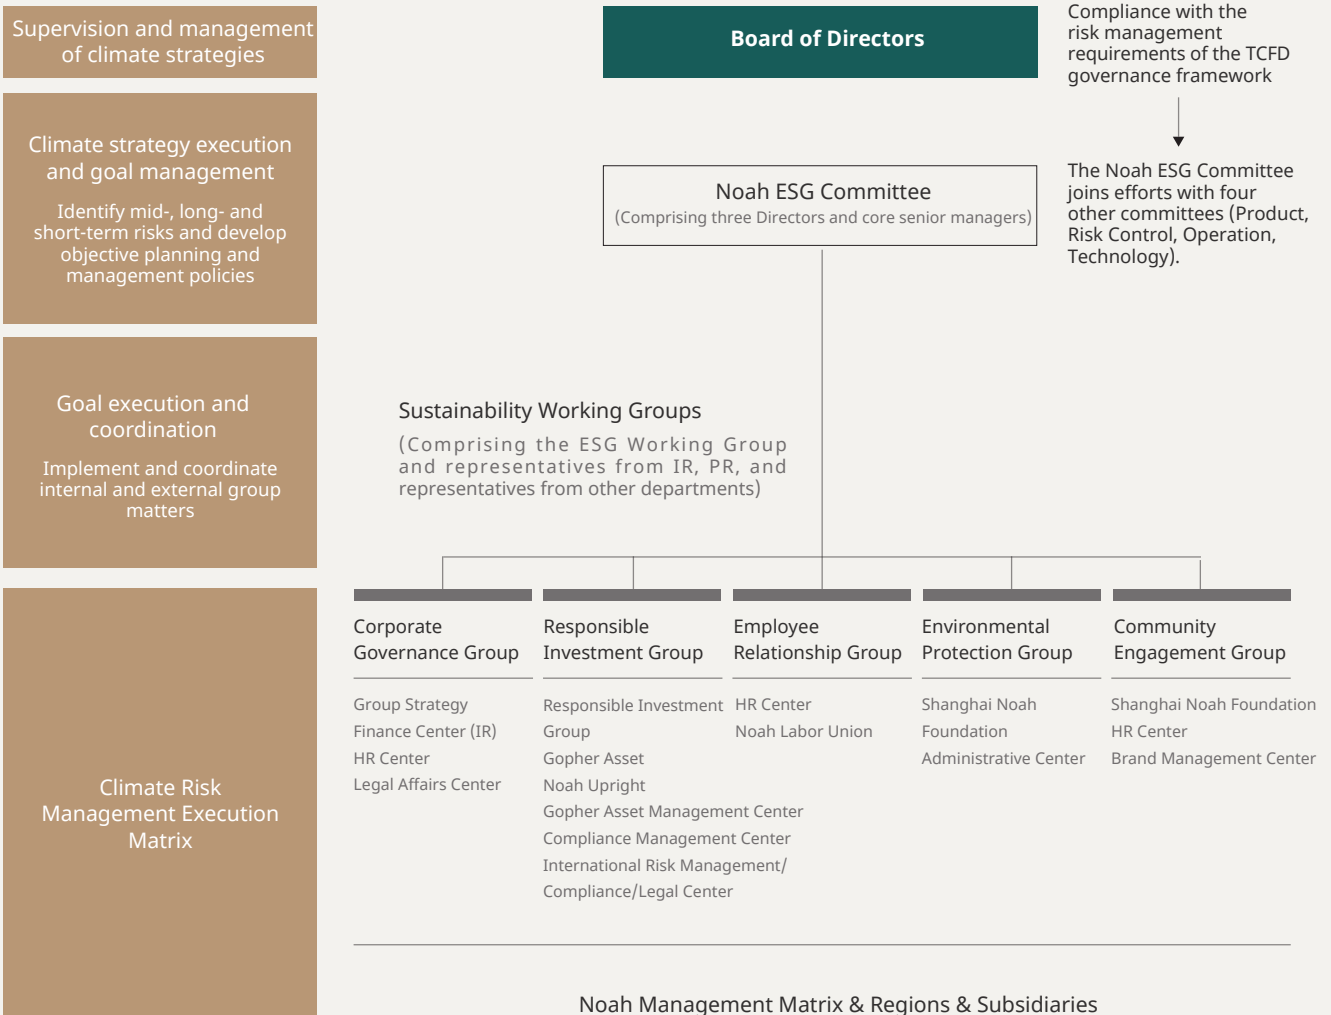 Supervision and management
of climate strategies
Board of Directors
Compliance with the
risk management
requirements of the TCFD
governance framework
Climate strategy execution
and goal management
Identify mid-, long- and
short-term risks and develop
objective planning and
management policies
Noah ESG Committee
(Comprising three Directors and core senior managers)
The Noah ESG Committee
joins efforts with four
other committees (Product,
Risk Control, Operation,
Technology).
Goal execution and
coordination
Implement and coordinate
internal and external group
matters
Sustainability Working Groups
(Comprising the ESG Working Group
and representatives from IR, PR, and
representatives from other departments)
Climate Risk
Management Execution
Matrix
Corporate
Governance Group
Group Strategy
Finance Center (IR)
HR Center
Legal Affairs Center
Responsible
Investment Group
Responsible Investment
Group
Gopher Asset
Noah Upright
Gopher Asset Management Center
Compliance Management Center
International Risk Management/
Compliance/Legal Center
Employee
Relationship Group
HR Center
Noah Labor Union
Environmental
Protection Group
Shanghai Noah
Foundation
Administrative Center
Community
Engagement Group
Shanghai Noah Foundation
HR Center
Brand Management Center
Noah Management Matrix & Regions & Subsidiaries